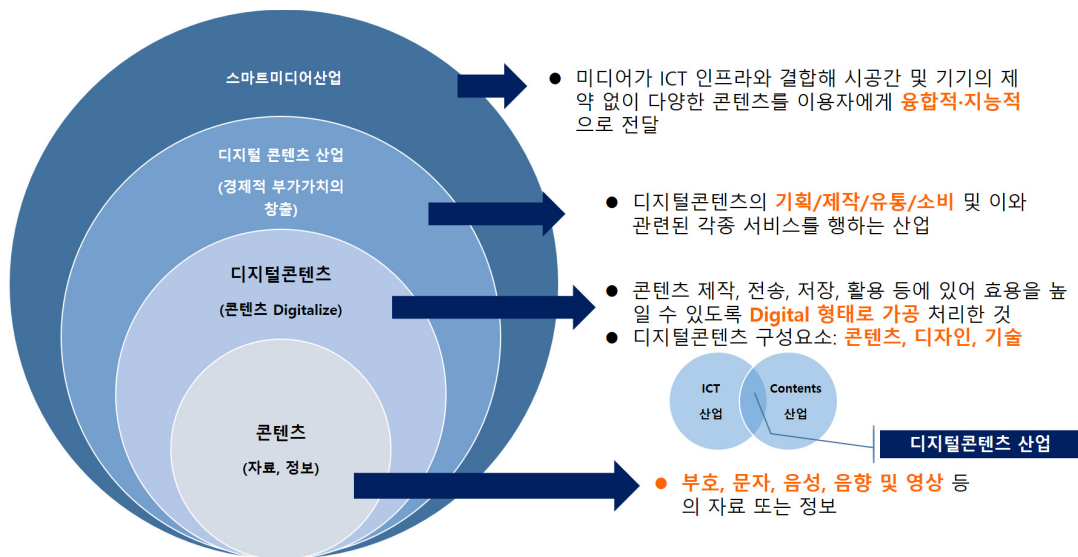 스마트미디어산업
● 미디어가 ICT 인프라와 결합해 시공간 및 기기의 제
약 없이 다양한 콘텐츠를 이용자에게 융합적·지능적
으로 전달
디지털 콘텐츠 산업
(경제적 부가가치의
창출)
● 디지털콘텐츠의 기획/제작/유통/소비 및 이와
관련된 각종 서비스를 행하는 산업
디지털콘텐츠
(콘텐츠 Digitalize)
● 콘텐츠 제작, 전송, 저장, 활용 등에 있어 효용을 높
일 수 있도록 Digital 형태로 가공 처리한 것
● 디지털콘텐츠 구성요소: 콘텐츠, 디자인, 기술
ICT
산업
Contents
산업
디지털콘텐츠 산업
콘텐츠
(자료, 정보)
● 부호, 문자, 음성, 음향 및 영상 등
의 자료 또는 정보